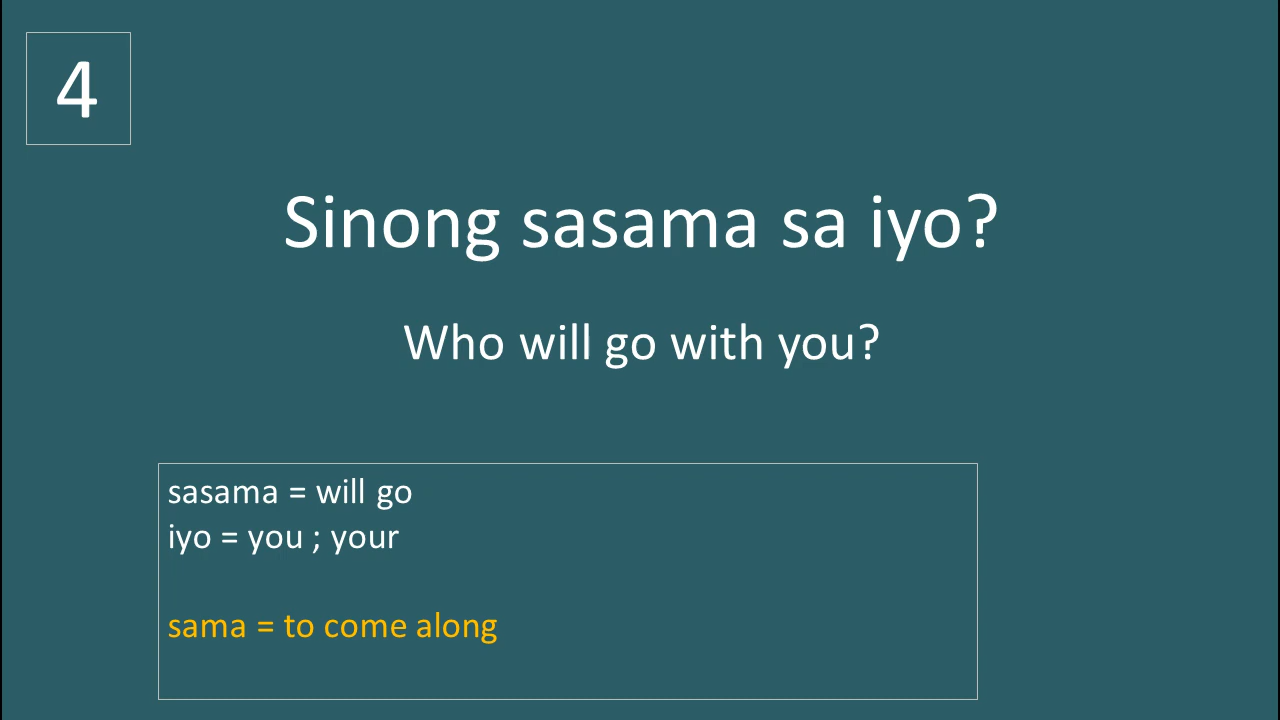 4
Sinong sasama sa iyo?
Who will go with you?
sasama = will go
iyo = you ; your
sama = to come along